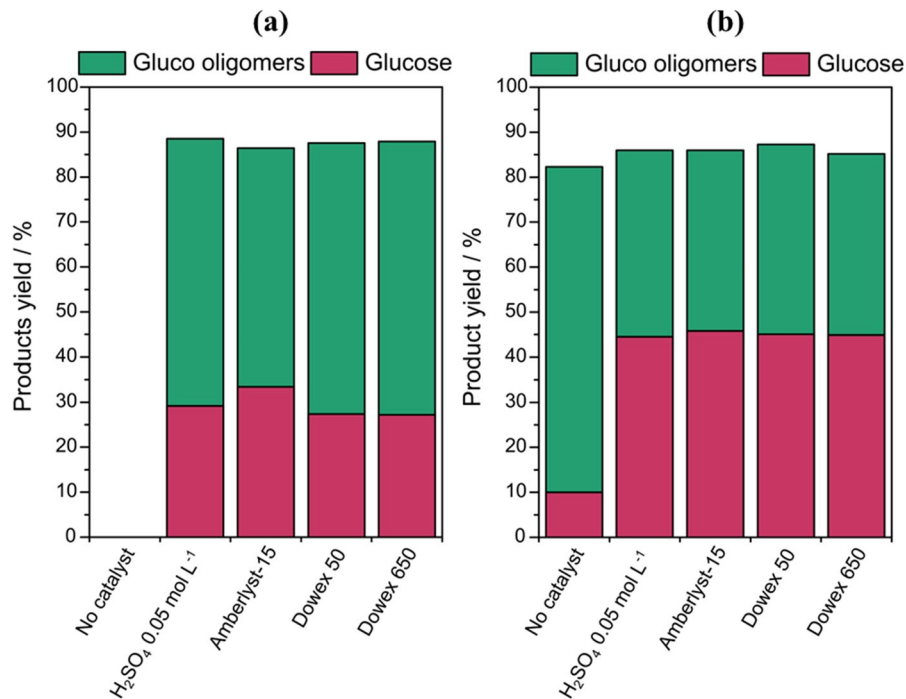 (a)
Gluco oligomers Glucose
Products yield / %
100
90
80
70
60
50
40
30
20
10
0
No catalyst
H₂SO₄ 0.05 mol L⁻¹
Amberlyst-15
Dowex 50
Dowex 650
(b)
Gluco oligomers Glucose
Product yield / %
100
90
80
70
60
50
40
30
20
10
0
No catalyst
H₂SO₄ 0.05 mol L⁻¹
Amberlyst-15
Dowex 50
Dowex 650